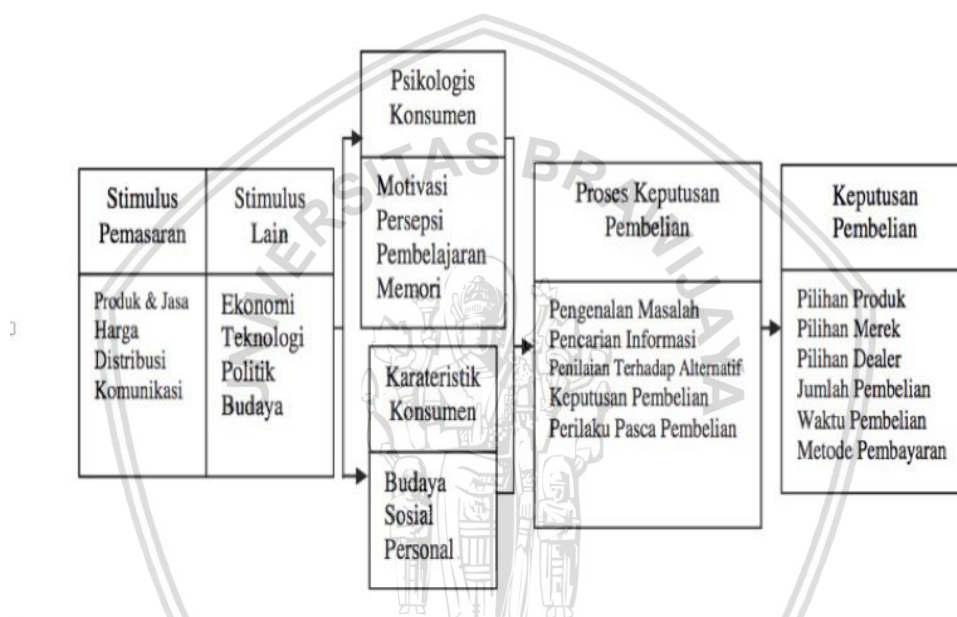 Stimulus
Pemasaran
Produk & Jasa
Harga
Distribusi
Komunikasi
Stimulus
Lain
Ekonomi
Teknologi
Politik
Budaya
Psikologis
Konsumen
Motivasi
Persepsi
Pembelajaran
Memori
Karateristik
Konsumen
Budaya
Sosial
Personal
Proses Keputusan
Pembelian
Pengenalan Masalah
Pencarian Informasi
Penilaian Terhadap Alternatif
Keputusan Pembelian
Perilaku Pasca Pembelian
Keputusan
Pembelian
Pilihan Produk
Pilihan Merek
Pilihan Dealer
Jumlah Pembelian
Waktu Pembelian
Metode Pembayaran
UNIVERSITAS BRAWIJAYA